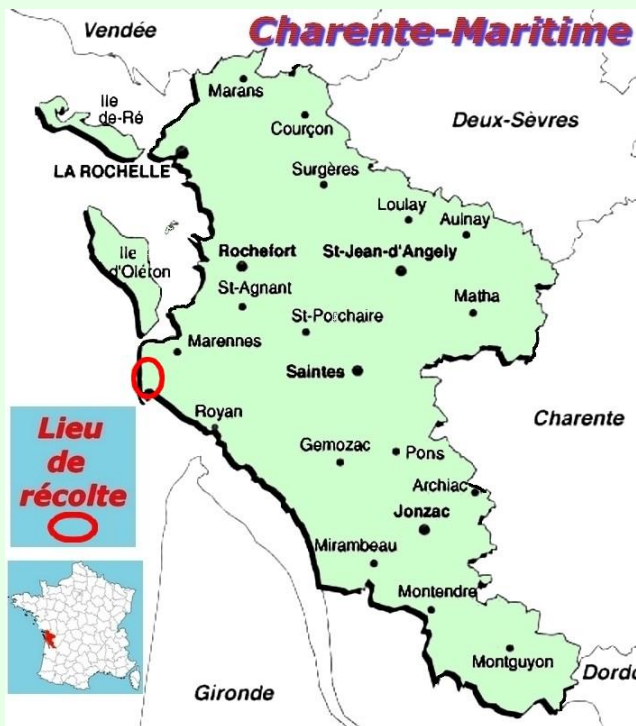 Charente-Maritime
Vendée
Marans
Ile
de-Ré
Courçon
Deux-Sèvres
LA ROCHELLE
Surgères
Loulay
Aulnay
Ile
d'Oléron
Rochefort
St-Jean-d'Angely
St-Agnant
Matha
St-Porchaire
Marennes
Saintes
Lieu
de
récolte
Royan
Charente
Gemozac
Pons
Archiac
Jonzac
Mirambeau
Montendre
Montguyon
Gironde
Dordo